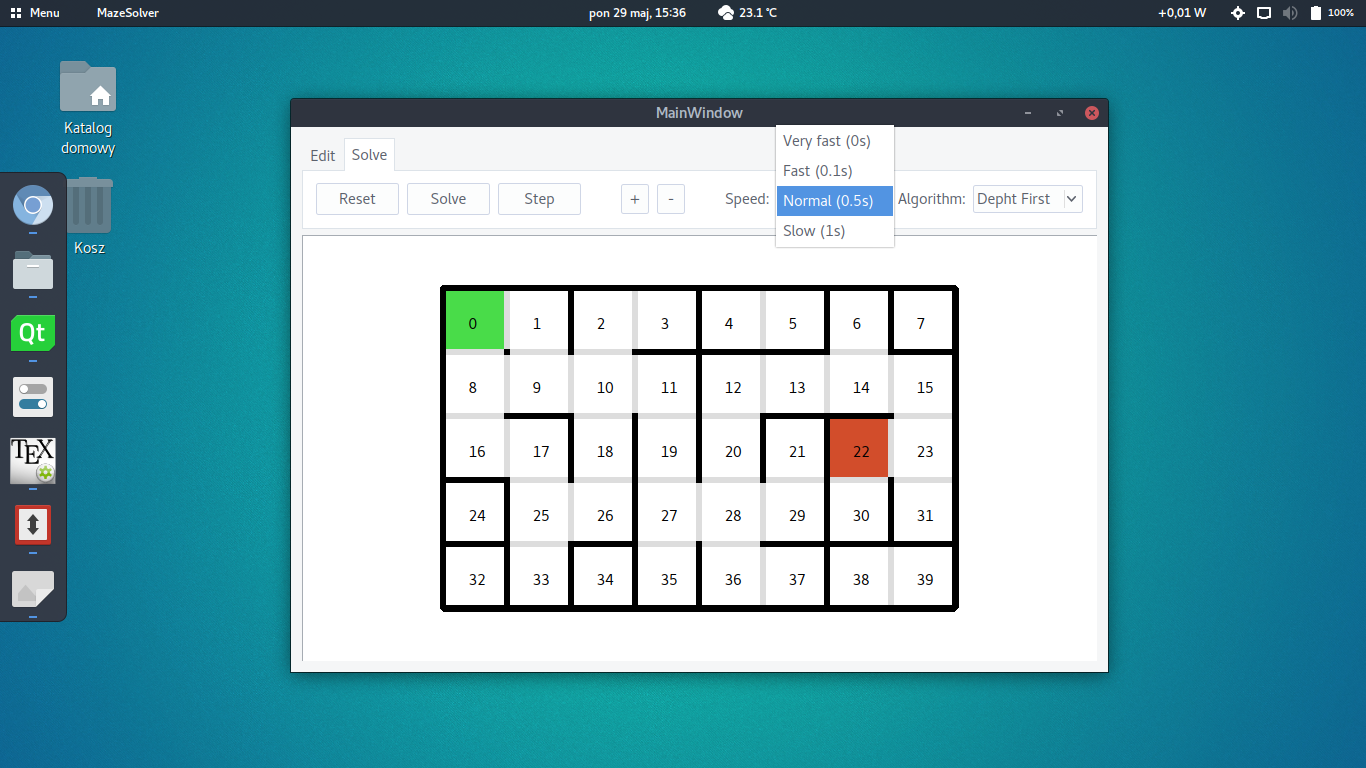 Menu MazeSolver pon 29 maj, 15:36 23.1 °C +0,01 W 100%
Katalog
domowy
Kosz
Qt
TEX
MainWindow
Edit Solve
Reset Solve Step + - Speed: Algorithm: Depht First
Very fast (0s)
Fast (0.1s)
Normal (0.5s)
Slow (1s)
0 1 2 3 4 5 6 7
8 9 10 11 12 13 14 15
16 17 18 19 20 21 22 23
24 25 26 27 28 29 30 31
32 33 34 35 36 37 38 39